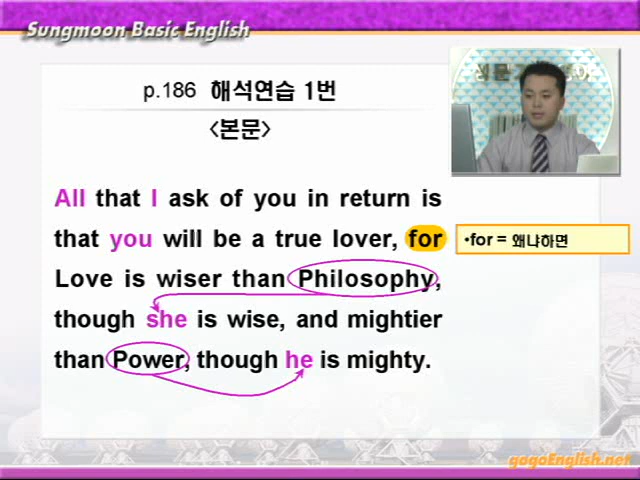 Sungmoon Basic English
p.186 해석연습 1번
<본문>
All that I ask of you in return is
that you will be a true lover, for
•for = 왜냐하면
Love is wiser than Philosophy,
though she is wise, and mightier
than Power, though he is mighty.
gogoEnglish.net